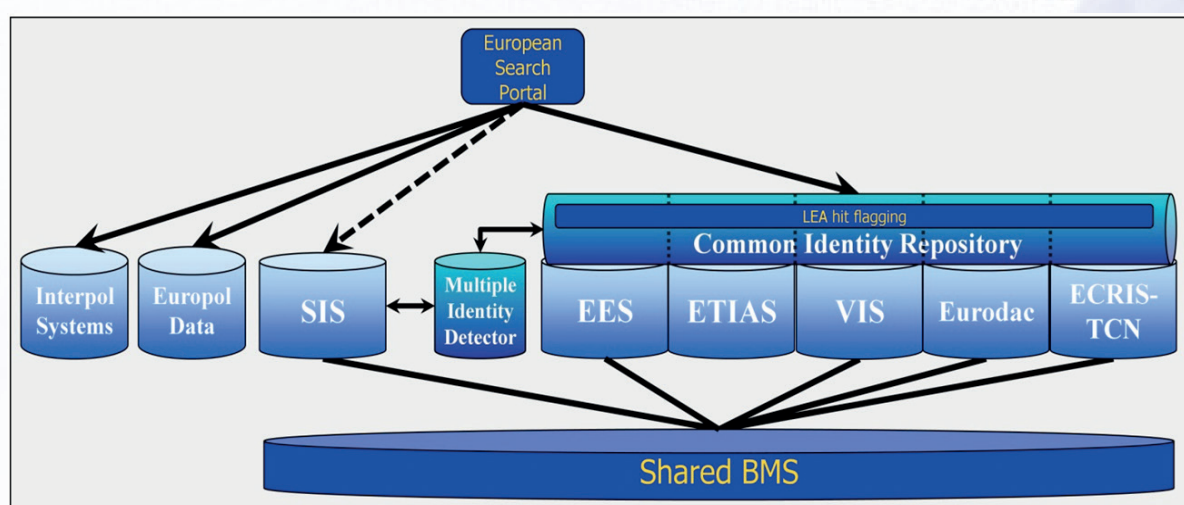 European
Search
Portal
LEA hit flagging
Common Identity Repository
Interpol
Systems
Europol
Data
SIS
Multiple
Identity
Detector
EES
ETIAS
VIS
Eurodac
ECRIS-
TCN
Shared BMS